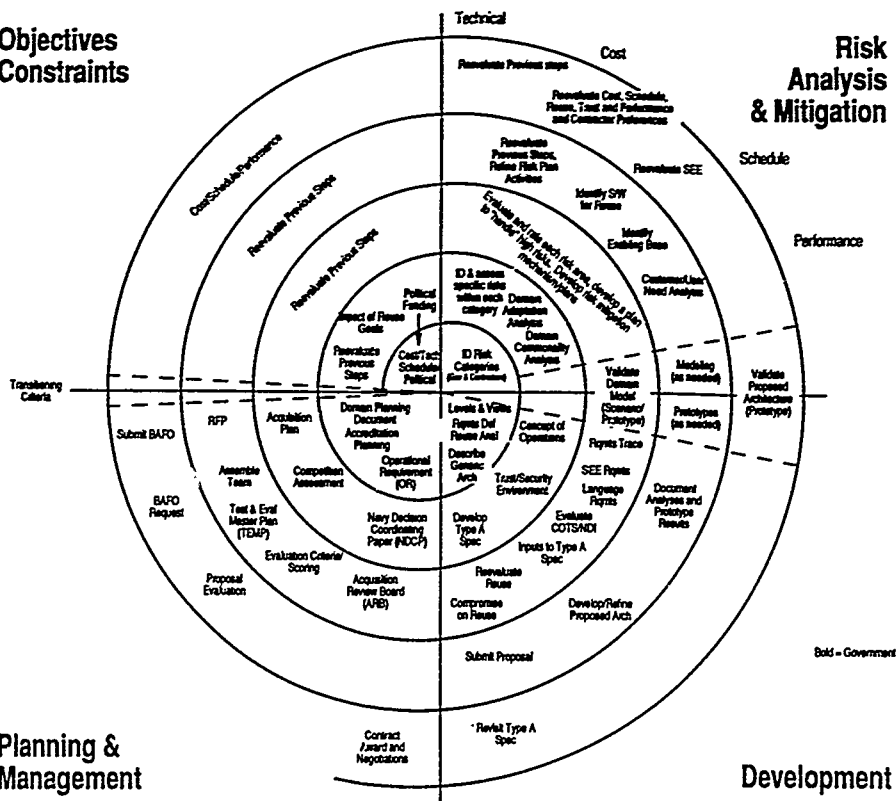 Objectives
Constraints
Technical
Cost
Risk
Analysis
& Mitigation
Schedule
Performance
Reevaluate Previous steps
Reevaluate Cost, Schedule,
Reuse, Trust and Performance
and Contractor Preferences
Reevaluate SEE
Cost/Schedule/Performance
Reevaluate Previous Steps
Reevaluate Previous Steps
Reevaluate
Previous Steps,
Refine Risk Plan
Activities
Identify S/W
for Reuse
Identify
Enabling Base
Customer/User
Need Analysis
Evaluate and rate each risk area, develop a plan
to "handle" high risks. Develop risk mitigation
mechanism/plans
ID & assess
specific risks
within each
category
Domain
Adaptation
Analysis
Domain
Commonality
Analysis
Political
Funding
Impact of Reuse
Goals
Reevaluate
Previous
Steps
Cost/Tech
Schedule
Political
ID Risk
Categories
(Gov & Contractor)
Validate
Domain
Model
(Scenario/
Prototype)
Modeling
(as needed)
Prototypes
(as needed)
Validate
Proposed
Architecture
(Prototype)
Transitioning
Criteria
Submit BAFO
RFP
Acquisition
Plan
Domain Planning
Document
Accreditation
Planning
Operational
Requirement
(OR)
Levels & Views
Rqmts Def
Reuse Anal
Describe
Generic
Arch
Concept of
Operations
Rqmts Trace
SEE Rqmts
Language
Rqmts
Trust/Security
Environment
Evaluate
COTS/NDI
Document
Analyses and
Prototype
Results
Assemble
Team
Competition
Assessment
BAFO
Request
Test & Eval
Master Plan
(TEMP)
Navy Decision
Coordinating
Paper (NDCP)
Develop
Type A
Spec
Inputs to Type A
Spec
Evaluation Criteria/
Scoring
Proposal
Evaluation
Acquisition
Review Board
(ARB)
Reevaluate
Reuse
Compromise
on Reuse
Develop/Refine
Proposed Arch
Submit Proposal
Bold = Government
Contract
Award and
Negotiations
Revisit Type A
Spec
Planning &
Management
Development